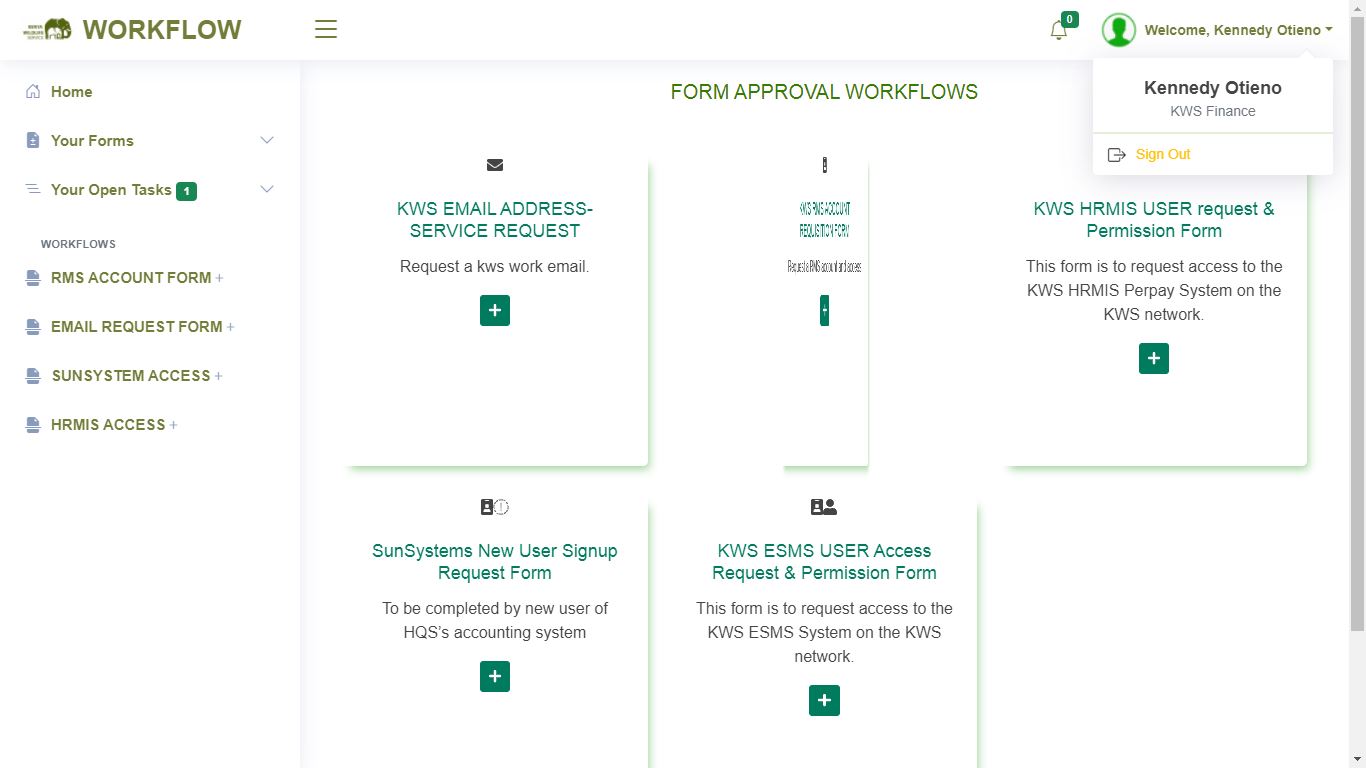 WORKFLOW
0
Welcome, Kennedy Otieno
Kennedy Otieno
KWS Finance
Sign Out
Home
Your Forms
Your Open Tasks 1
WORKFLOWS
RMS ACCOUNT FORM +
EMAIL REQUEST FORM +
SUNSYSTEM ACCESS +
HRMIS ACCESS +
FORM APPROVAL WORKFLOWS
KWS EMAIL ADDRESS-
SERVICE REQUEST
Request a kws work email.
+
KWS RMS ACCOUNT
REQUISITION FORM
Request a RMS account and access
+
KWS HRMIS USER request &
Permission Form
This form is to request access to the
KWS HRMIS Perpay System on the
KWS network.
+
SunSystems New User Signup
Request Form
To be completed by new user of
HQS's accounting system
+
KWS ESMS USER Access
Request & Permission Form
This form is to request access to the
KWS ESMS System on the KWS
network.
+